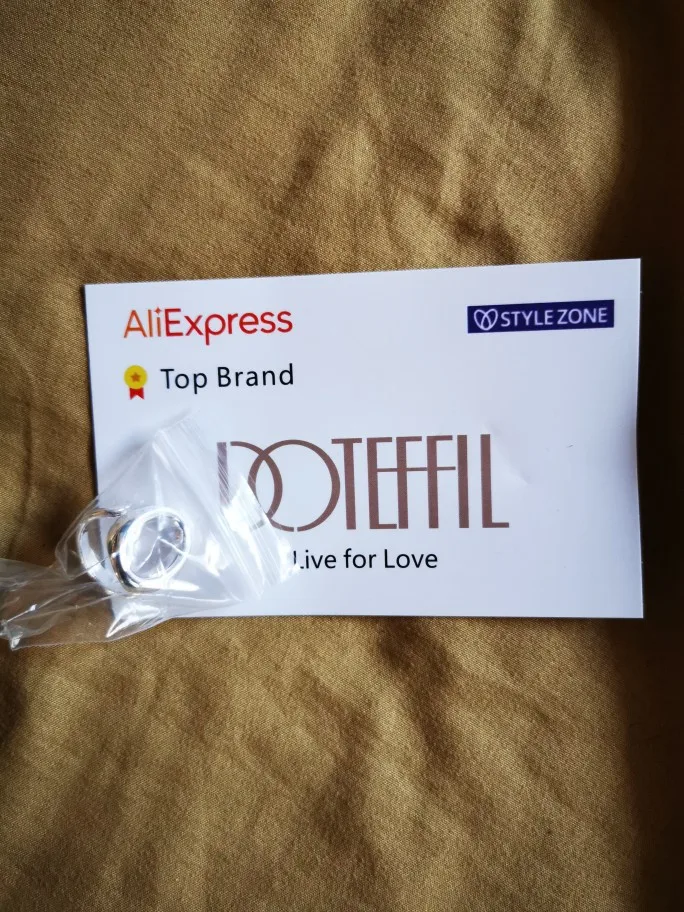 AliExpress
STYLE ZONE
Top Brand
DOTEFFIL
Live for Love